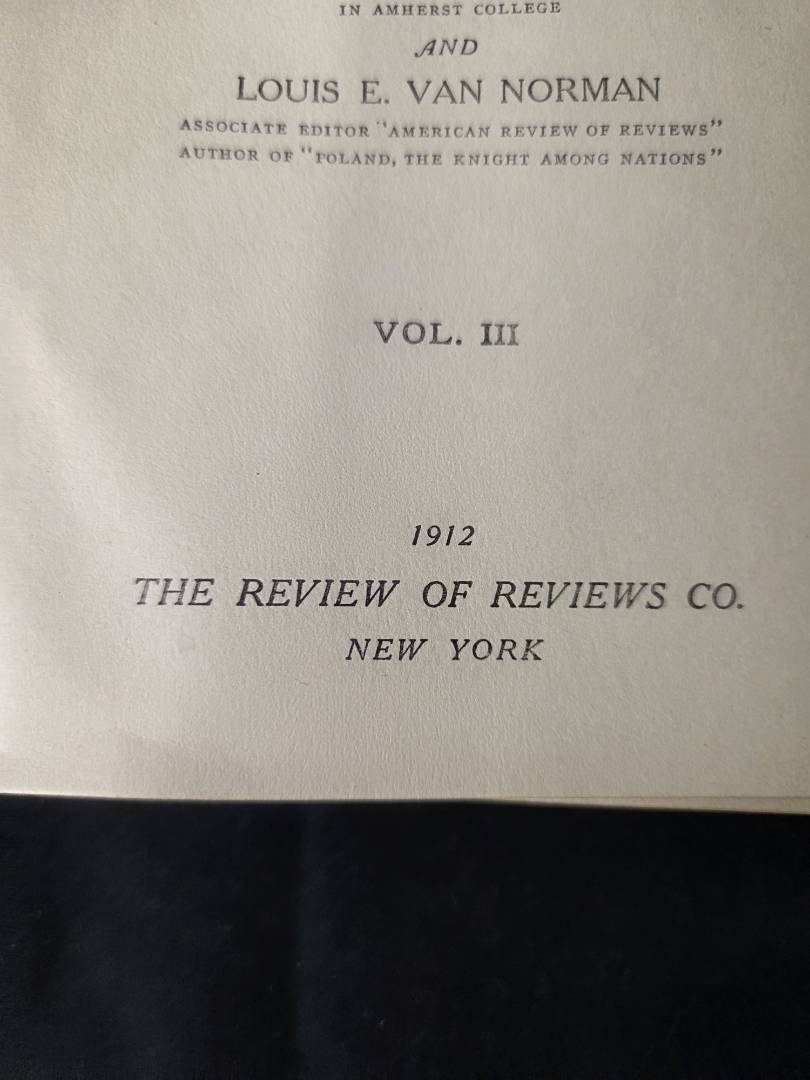 IN AMHERST COLLEGE
AND
LOUIS E. VAN NORMAN
ASSOCIATE EDITOR "AMERICAN REVIEW OF REVIEWS"
AUTHOR OF "POLAND, THE KNIGHT AMONG NATIONS"
VOL. III
1912
THE REVIEW OF REVIEWS CO.
NEW YORK